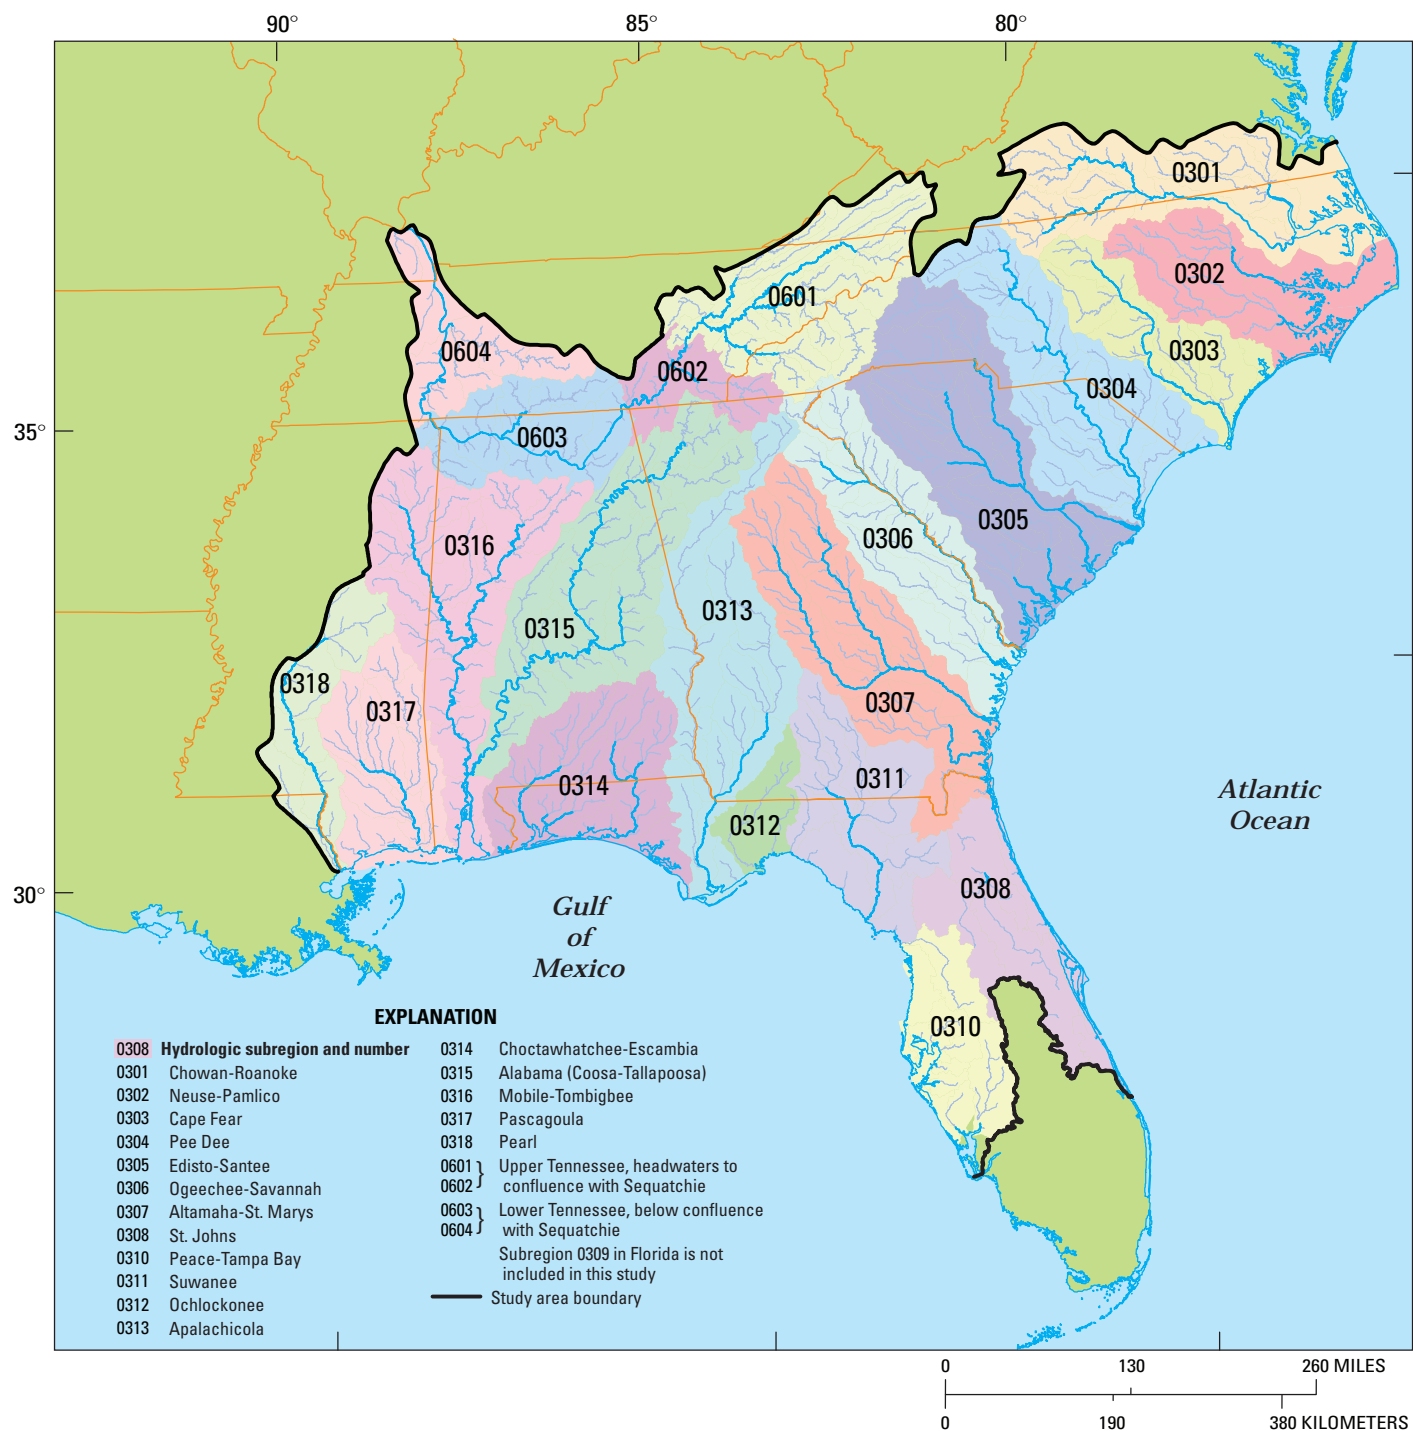 90° 85° 80°
0301
0302
0601
0303
0604
0602
0304
35°
0603
0305
0306
0316
0313
0315
0318
0317
0307
0311
0314
Atlantic
Ocean
0312
30°
0308
Gulf
of
Mexico
0310
EXPLANATION
0308 Hydrologic subregion and number
0301 Chowan-Roanoke
0302 Neuse-Pamlico
0303 Cape Fear
0304 Pee Dee
0305 Edisto-Santee
0306 Ogeechee-Savannah
0307 Altamaha-St. Marys
0308 St. Johns
0310 Peace-Tampa Bay
0311 Suwanee
0312 Ochlockonee
0313 Apalachicola
0314 Choctawhatchee-Escambia
0315 Alabama (Coosa-Tallapoosa)
0316 Mobile-Tombigbee
0317 Pascagoula
0318 Pearl
0601 } Upper Tennessee, headwaters to
0602 confluence with Sequatchie
0603 } Lower Tennessee, below confluence
0604 with Sequatchie
Subregion 0309 in Florida is not
included in this study
Study area boundary
0 130 260 MILES
0 190 380 KILOMETERS